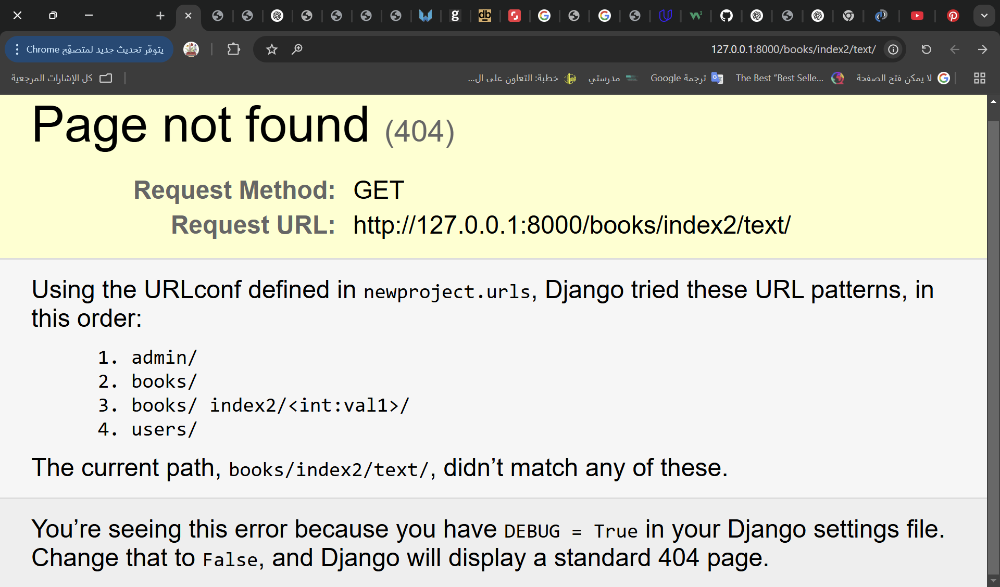 يتوفّر تحديث جديد لمتصفّح Chrome
127.0.0.1:8000/books/index2/text/
لا يمكن فتح الصفحة
The Best “Best Selle...
ترجمة Google
مدرستي
خطبة: التعاون على ال...
كل الإشارات المرجعية
Page not found (404)
Request Method: GET
Request URL: http://127.0.0.1:8000/books/index2/text/
Using the URLconf defined in newproject.urls, Django tried these URL patterns, in
this order:
1. admin/
2. books/
3. books/ index2/<int:val1>/
4. users/
The current path, books/index2/text/, didn’t match any of these.
You’re seeing this error because you have DEBUG = True in your Django settings file.
Change that to False, and Django will display a standard 404 page.